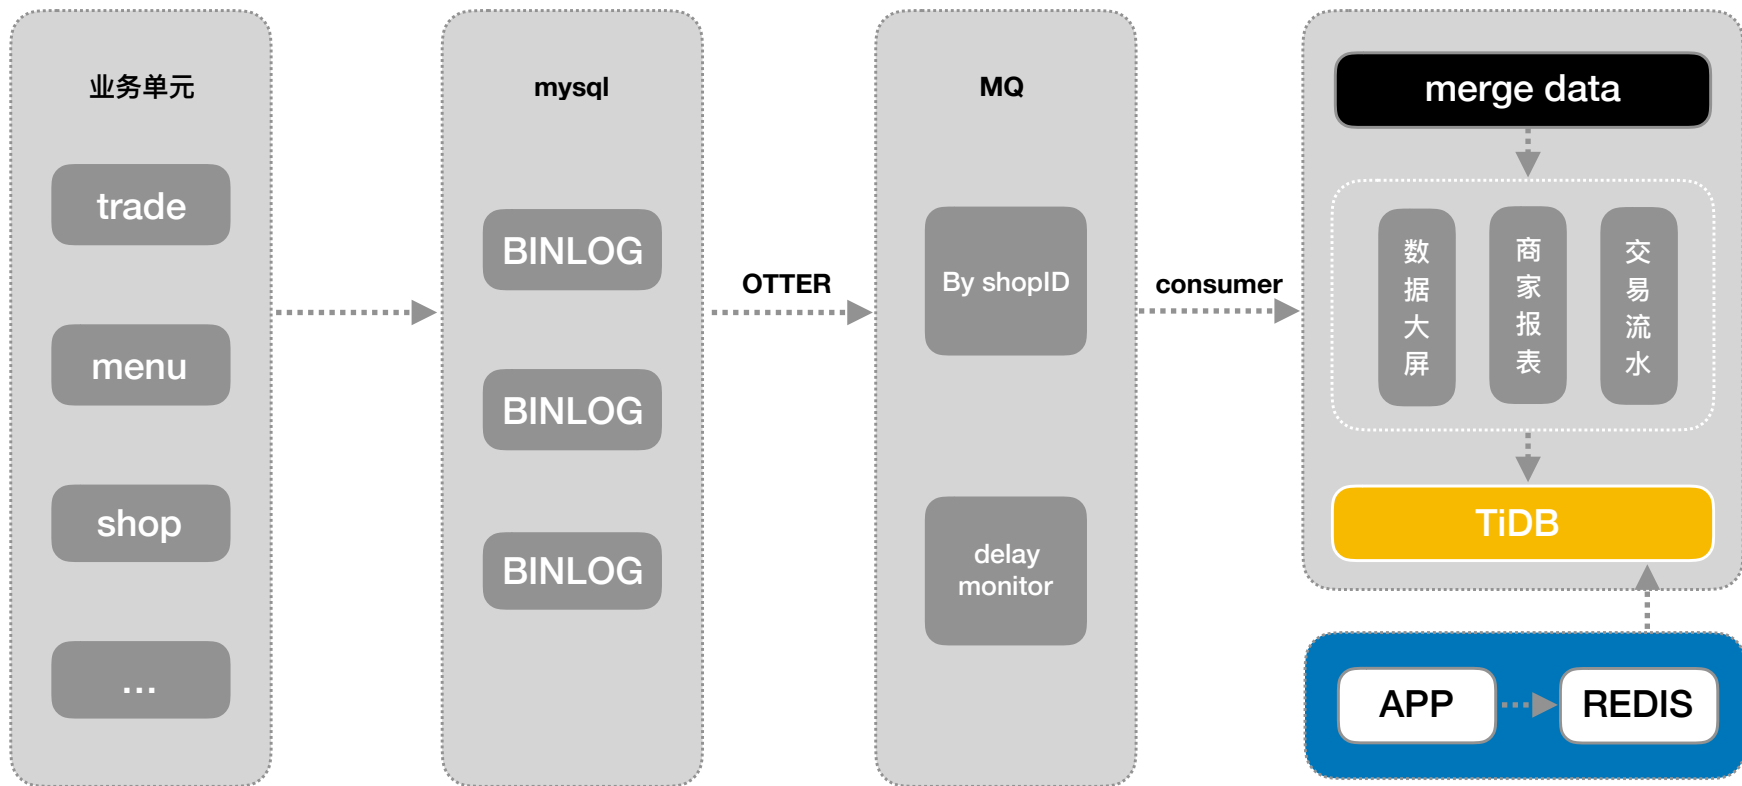 业务单元
trade
menu
shop
...
mysql
BINLOG
BINLOG
BINLOG
OTTER
MQ
By shopID
delay
monitor
consumer
merge data
数据大屏
商家报表
交易流水
TiDB
APP
REDIS